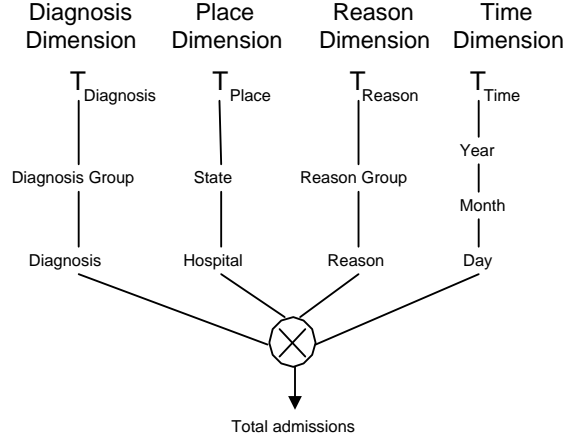 Diagnosis Dimension
Place Dimension
Reason Dimension
Time Dimension
T Diagnosis
T Place
T Reason
T Time
Year
Diagnosis Group
State
Reason Group
Month
Diagnosis
Hospital
Reason
Day
Total admissions